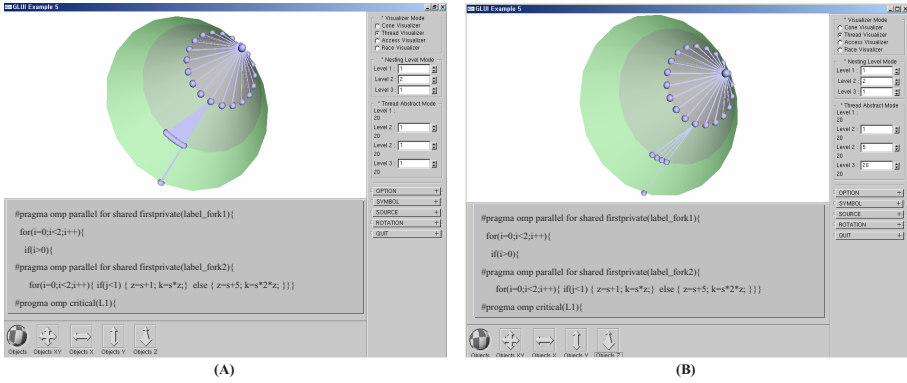 GLUI Example 5
* Visualizer Mode
Cone Visualizer
Thread Visualizer
Access Visualizer
Race Visualizer
* Nesting Level Mode
Level 1 : 1
Level 2 : 2
Level 3 : 1
* Thread Abstract Mode
Level 1 :
20
Level 2 : 1
20
Level 2 : 1
20
Level 3 : 1
20
OPTION +
SYMBOL +
SOURCE +
ROTATION +
QUIT +
#pragma omp parallel for shared firstprivate(label_fork1){
for(i=0;i<2;i++){
if(i>0){
#pragma omp parallel for shared firstprivate(label_fork2){
for(i=0;i<2;i++){ if(j<1) { z=s+1; k=s*z;} else { z=s+5; k=s*2*z; }}}
#progma omp critical(L1){
Objects Objects XY Objects X Objects Y Objects Z
(A)
GLUI Example 5
* Visualizer Mode
Cone Visualizer
Thread Visualizer
Access Visualizer
Race Visualizer
* Nesting Level Mode
Level 1 : 1
Level 2 : 2
Level 3 : 1
* Thread Abstract Mode
Level 1 :
20
Level 2 : 1
20
Level 2 : 5
20
Level 3 : 20
20
OPTION +
SYMBOL +
SOURCE +
ROTATION +
QUIT +
#pragma omp parallel for shared firstprivate(label_fork1){
for(i=0;i<2;i++){
if(i>0){
#pragma omp parallel for shared firstprivate(label_fork2){
for(i=0;i<2;i++){ if(j<1) { z=s+1; k=s*z;} else { z=s+5; k=s*2*z; }}}
#progma omp critical(L1){
Objects Objects XY Objects X Objects Y Objects Z
(B)